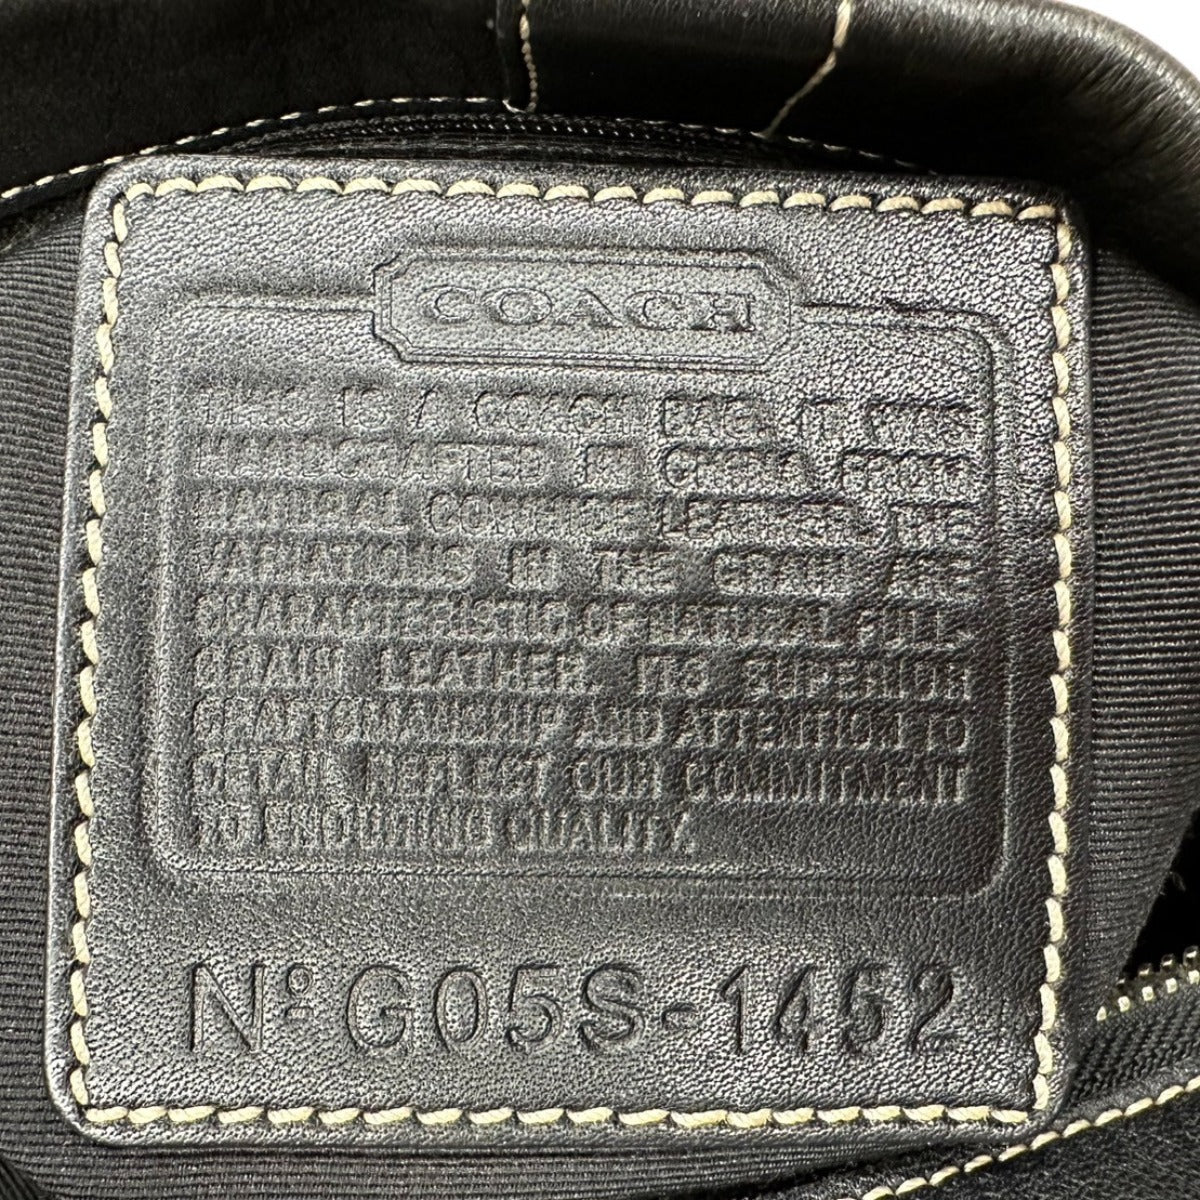 COACH
THIS IS A COACH BAG. IT WAS
HANDCRAFTED IN CHINA FROM
NATURAL COWHIDE LEATHER. THE
VARIATIONS IN THE GRAIN ARE
CHARACTERISTIC OF NATURAL FULL-
GRAIN LEATHER. ITS SUPERIOR
CRAFTSMANSHIP AND ATTENTION TO
DETAIL REFLECT OUR COMMITMENT
TO ENDURING QUALITY.
Nº G05S-1452